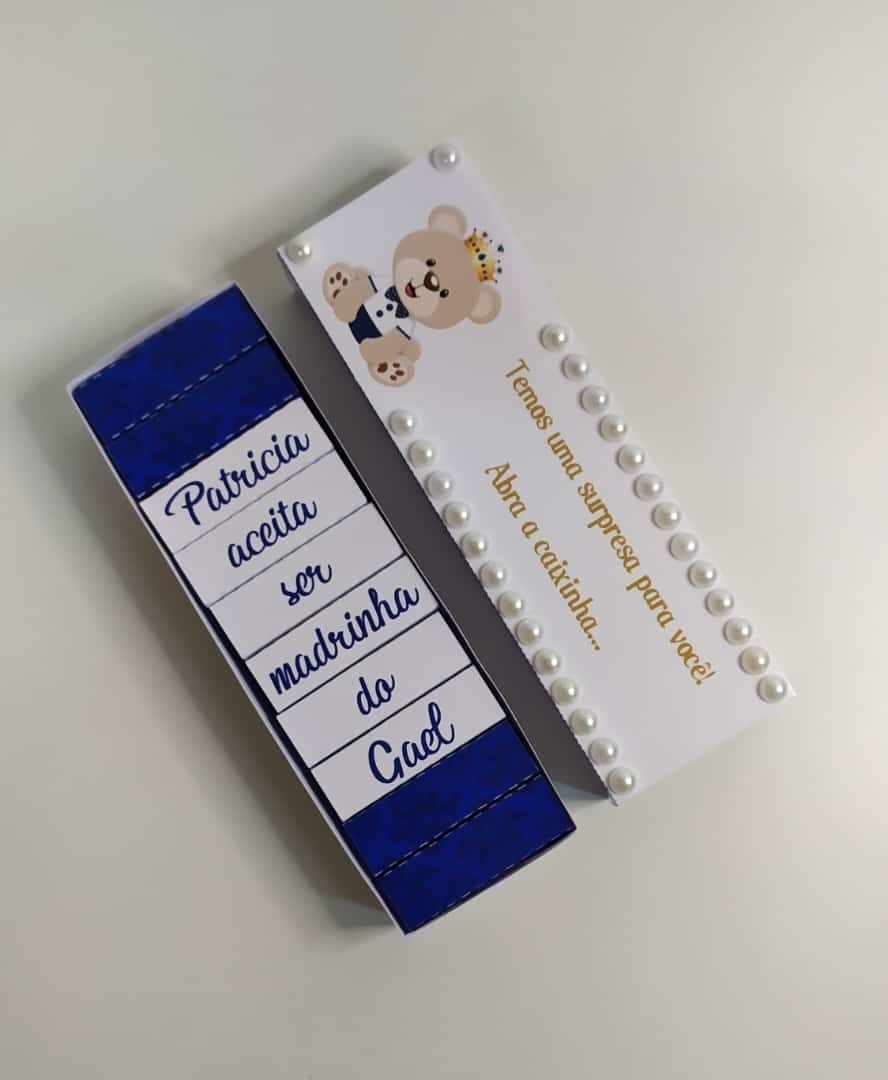 Temos uma surpresa para você!
Abra a caixinha...
Patricia
aceita
ser
madrinha
do
Gael